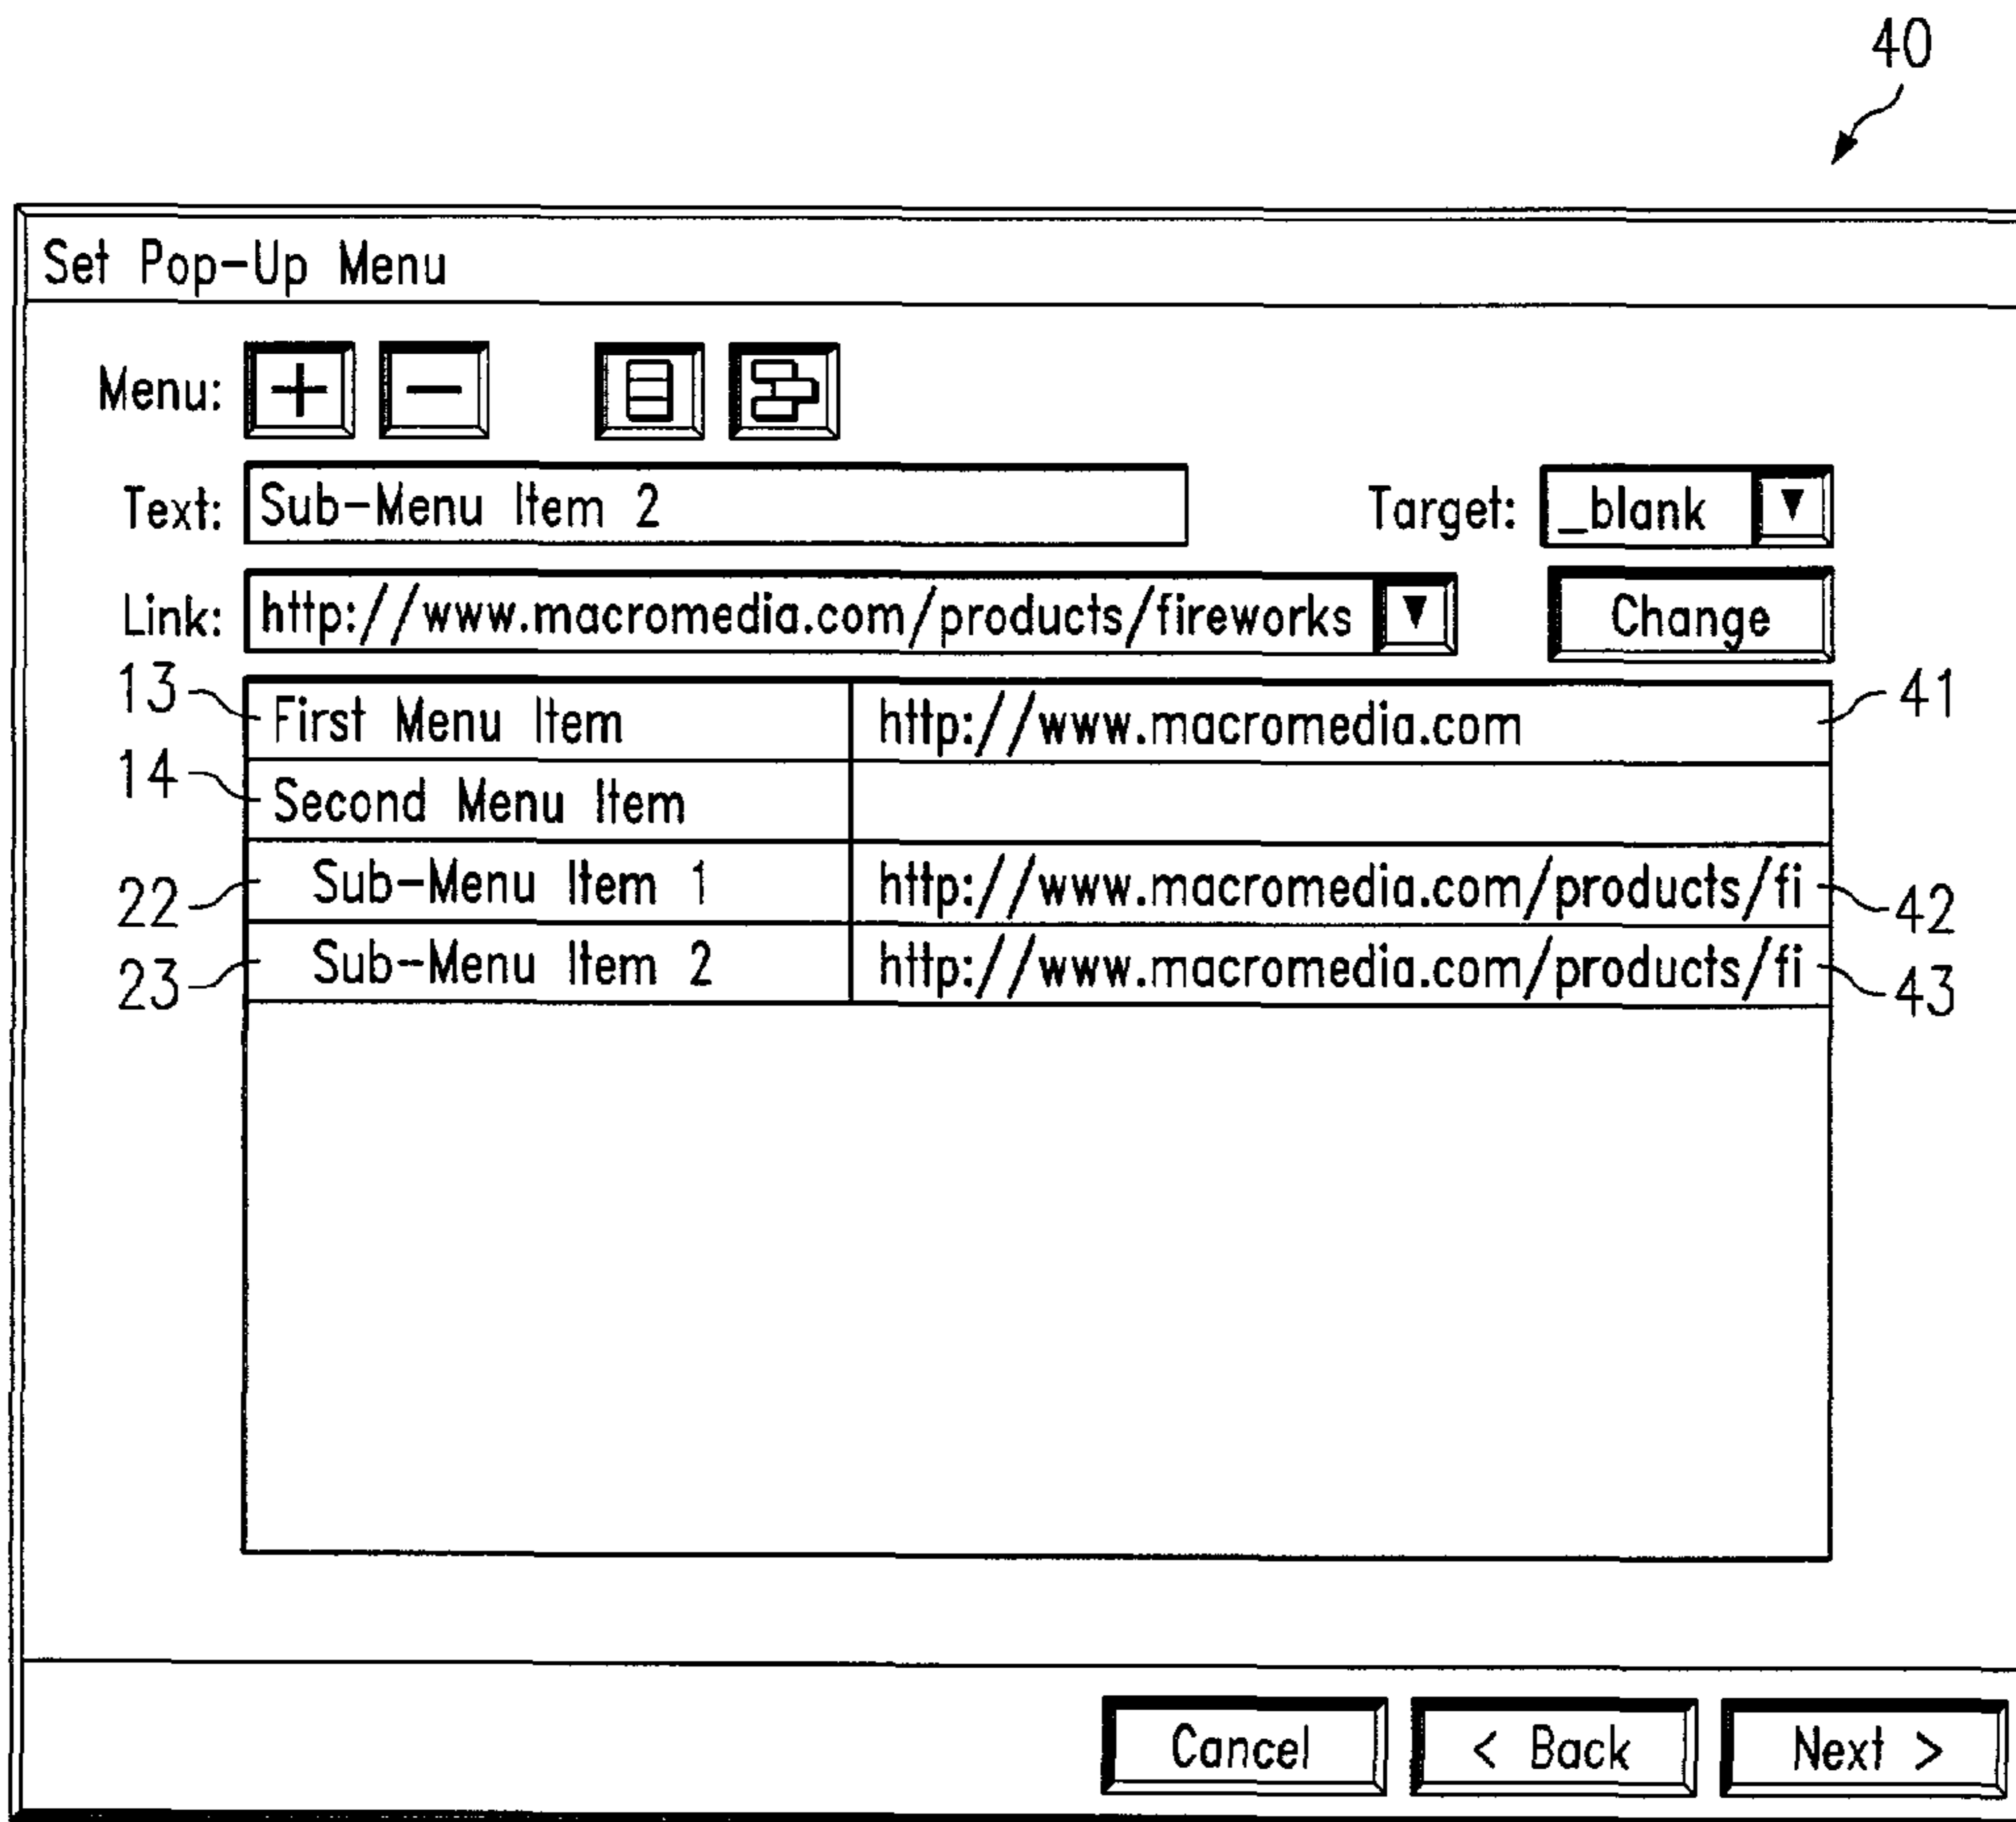 40
Set Pop-Up Menu
Menu: + −
Text: Sub-Menu Item 2 Target: _blank ▼
Link: http://www.macromedia.com/products/fireworks ▼ Change
13 First Menu Item http://www.macromedia.com 41
14 Second Menu Item
22 Sub-Menu Item 1 http://www.macromedia.com/products/fi 42
23 Sub-Menu Item 2 http://www.macromedia.com/products/fi 43
Cancel < Back Next >